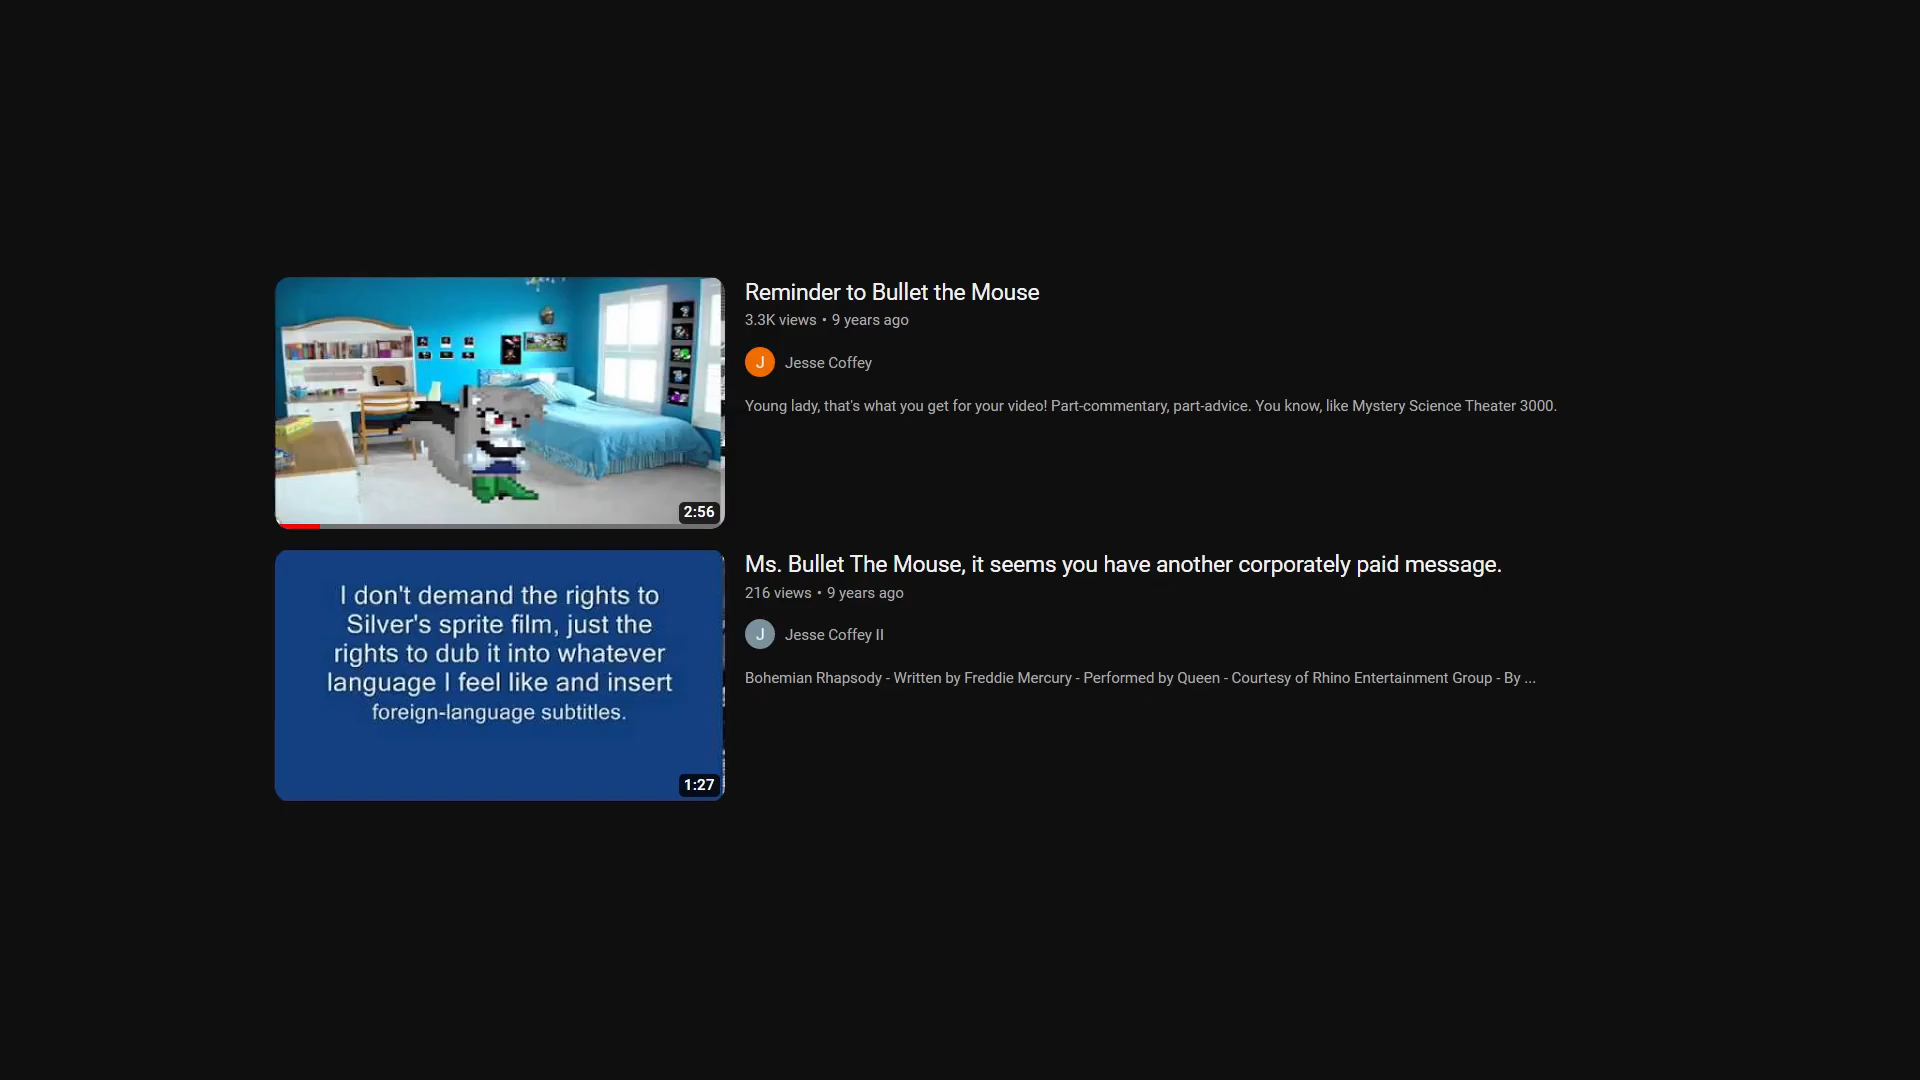 Reminder to Bullet the Mouse
3.3K views • 9 years ago
J
Jesse Coffey
Young lady, that's what you get for your video! Part-commentary, part-advice. You know, like Mystery Science Theater 3000.
2:56
I don't demand the rights to
Silver's sprite film, just the
rights to dub it into whatever
language I feel like and insert
foreign-language subtitles.
1:27
Ms. Bullet The Mouse, it seems you have another corporately paid message.
216 views • 9 years ago
J
Jesse Coffey II
Bohemian Rhapsody - Written by Freddie Mercury - Performed by Queen - Courtesy of Rhino Entertainment Group - By ...